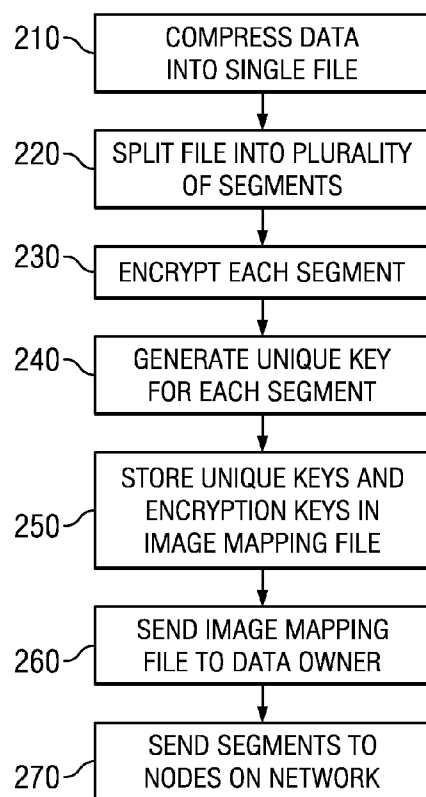 210
COMPRESS DATA
INTO SINGLE FILE
220
SPLIT FILE INTO PLURALITY
OF SEGMENTS
230
ENCRYPT EACH SEGMENT
240
GENERATE UNIQUE KEY
FOR EACH SEGMENT
250
STORE UNIQUE KEYS AND
ENCRYPTION KEYS IN
IMAGE MAPPING FILE
260
SEND IMAGE MAPPING
FILE TO DATA OWNER
270
SEND SEGMENTS TO
NODES ON NETWORK